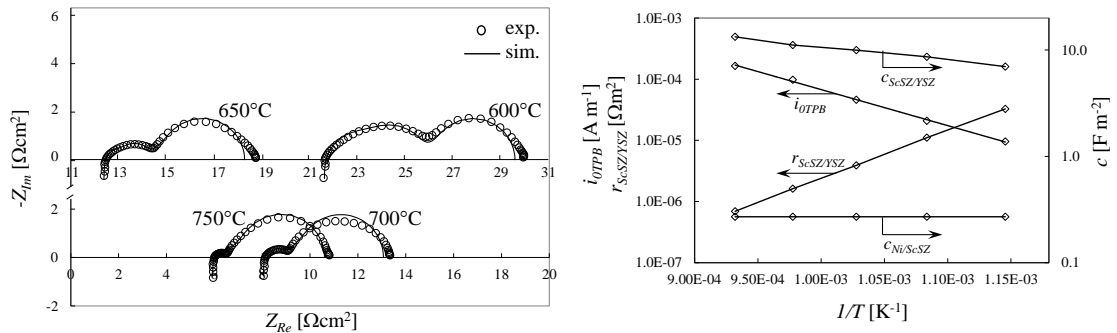 6
4
2
0
-2
exp.
sim.
650°C
600°C
11 13 15 17 19 21 23 25 27 29 31
750°C
700°C
2
0
-2
0 2 4 6 8 10 12 14 16 18 20
-Z_Im [Ωcm²]
Z_Re [Ωcm²]
1.0E-03
1.0E-04
1.0E-05
1.0E-06
1.0E-07
i_0TPB [A m⁻¹]
r_ScSZ/YSZ [Ωm²]
c_ScSZ/YSZ
i_0TPB
r_ScSZ/YSZ
c_Ni/ScSZ
10.0
1.0
0.1
c [F m⁻²]
9.00E-04 9.50E-04 1.00E-03 1.05E-03 1.10E-03 1.15E-03
1/T [K⁻¹]